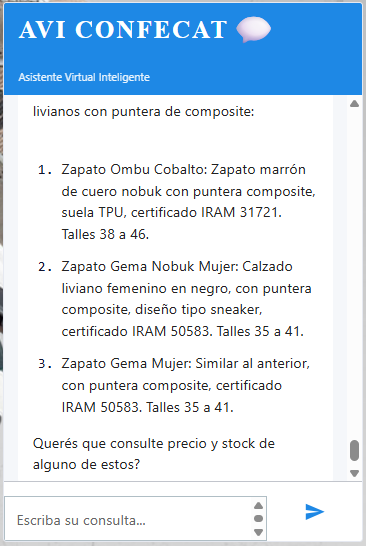 AVI CONFECAT
Asistente Virtual Inteligente
livianos con puntera de composite:
1. Zapato Ombu Cobalto: Zapato marrón
de cuero nobuk con puntera composite,
suela TPU, certificado IRAM 31721.
Talles 38 a 46.
2. Zapato Gema Nobuk Mujer: Calzado
liviano femenino en negro, con puntera
composite, diseño tipo sneaker,
certificado IRAM 50583. Talles 35 a 41.
3. Zapato Gema Mujer: Similar al anterior,
con puntera composite, certificado
IRAM 50583. Talles 35 a 41.
Querés que consulte precio y stock de
alguno de estos?
Escriba su consulta...